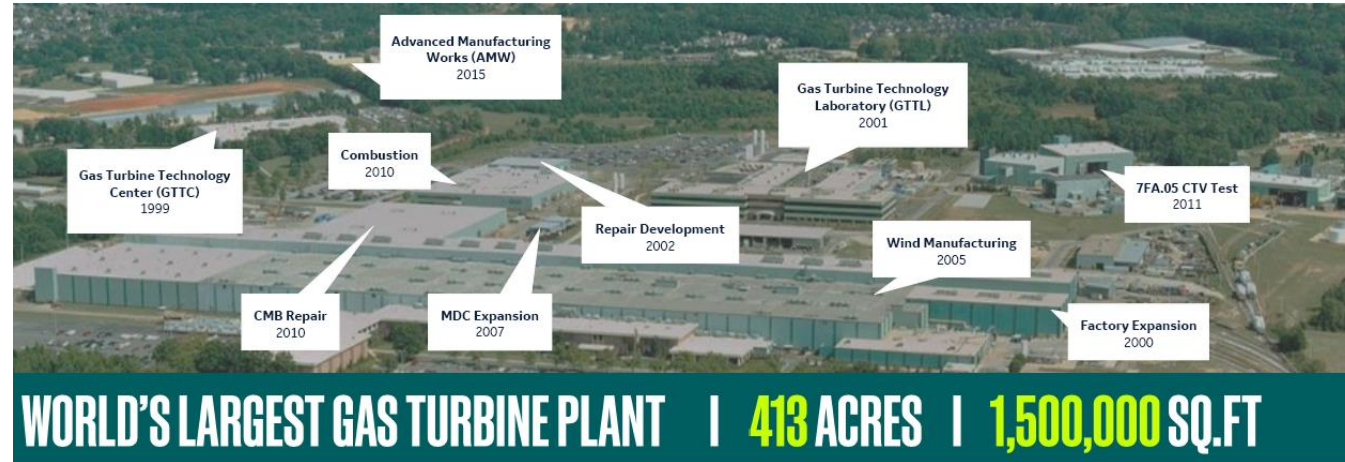 Advanced Manufacturing
Works (AMW)
2015
Gas Turbine Technology
Laboratory (GTTL)
2001
Combustion
2010
Gas Turbine Technology
Center (GTTC)
1999
7FA.05 CTV Test
2011
Repair Development
2002
Wind Manufacturing
2005
CMB Repair
2010
MDC Expansion
2007
Factory Expansion
2000
WORLD'S LARGEST GAS TURBINE PLANT | 413 ACRES | 1,500,000 SQ.FT